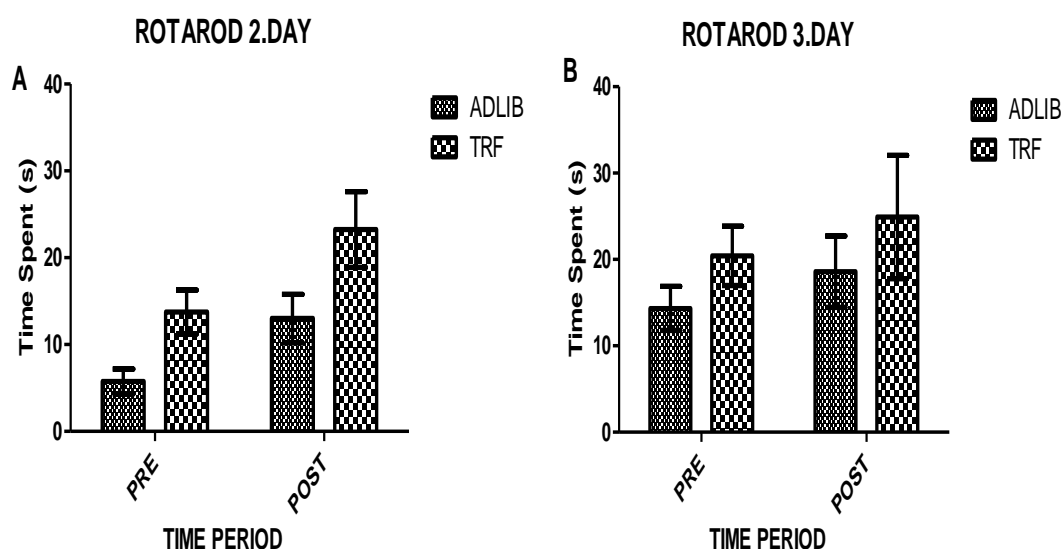 ROTAROD 2.DAY
A
40
30
20
10
0
Time Spent (s)
ADLIB
TRF
PRE
POST
TIME PERIOD
ROTAROD 3.DAY
B
40
30
20
10
0
Time Spent (s)
ADLIB
TRF
PRE
POST
TIME PERIOD